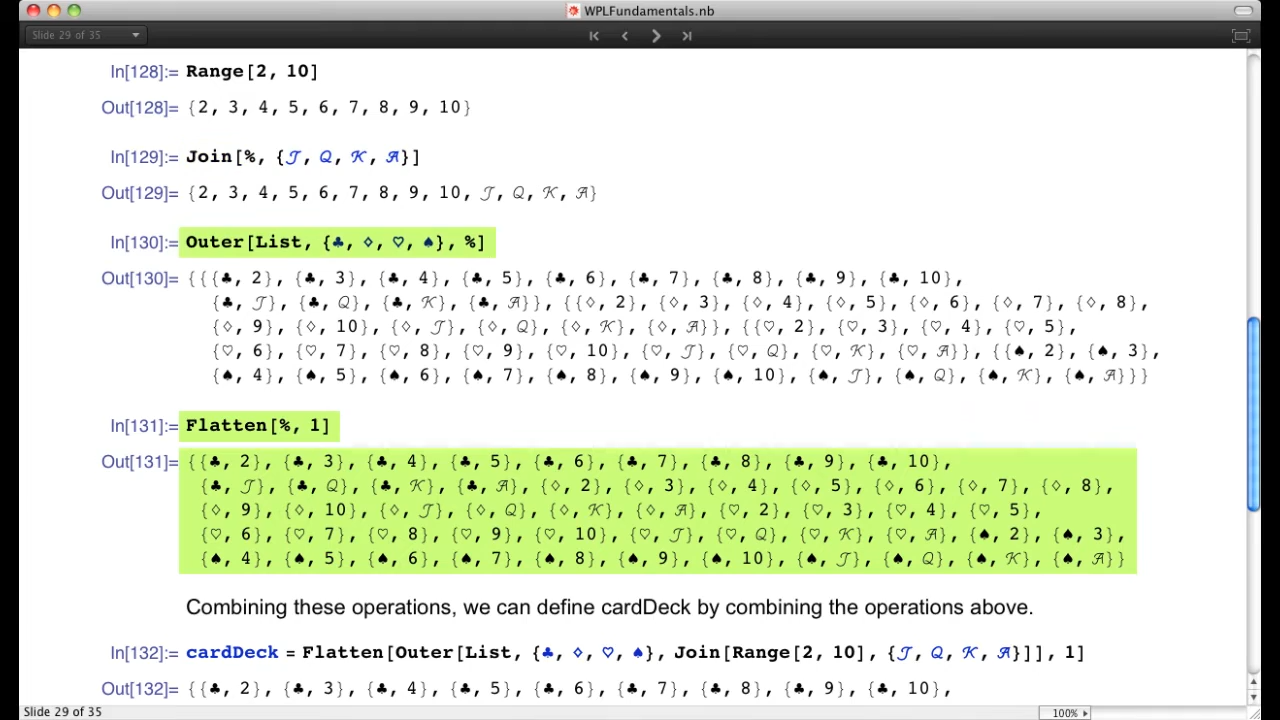 WPLFundamentals.nb
Slide 29 of 35
In[128]:= Range[2, 10]
Out[128]= {2, 3, 4, 5, 6, 7, 8, 9, 10}
In[129]:= Join[%, {𝒥, 𝒬, 𝒦, 𝒜}]
Out[129]= {2, 3, 4, 5, 6, 7, 8, 9, 10, 𝒥, 𝒬, 𝒦, 𝒜}
In[130]:= Outer[List, {♣, ♢, ♡, ♠}, %]
Out[130]= {{{♣, 2}, {♣, 3}, {♣, 4}, {♣, 5}, {♣, 6}, {♣, 7}, {♣, 8}, {♣, 9}, {♣, 10},
{♣, 𝒥}, {♣, 𝒬}, {♣, 𝒦}, {♣, 𝒜}}, {{♢, 2}, {♢, 3}, {♢, 4}, {♢, 5}, {♢, 6}, {♢, 7}, {♢, 8},
{♢, 9}, {♢, 10}, {♢, 𝒥}, {♢, 𝒬}, {♢, 𝒦}, {♢, 𝒜}}, {{♡, 2}, {♡, 3}, {♡, 4}, {♡, 5},
{♡, 6}, {♡, 7}, {♡, 8}, {♡, 9}, {♡, 10}, {♡, 𝒥}, {♡, 𝒬}, {♡, 𝒦}, {♡, 𝒜}}, {{♠, 2}, {♠, 3},
{♠, 4}, {♠, 5}, {♠, 6}, {♠, 7}, {♠, 8}, {♠, 9}, {♠, 10}, {♠, 𝒥}, {♠, 𝒬}, {♠, 𝒦}, {♠, 𝒜}}}
In[131]:= Flatten[%, 1]
Out[131]= {{♣, 2}, {♣, 3}, {♣, 4}, {♣, 5}, {♣, 6}, {♣, 7}, {♣, 8}, {♣, 9}, {♣, 10},
{♣, 𝒥}, {♣, 𝒬}, {♣, 𝒦}, {♣, 𝒜}, {♢, 2}, {♢, 3}, {♢, 4}, {♢, 5}, {♢, 6}, {♢, 7}, {♢, 8},
{♢, 9}, {♢, 10}, {♢, 𝒥}, {♢, 𝒬}, {♢, 𝒦}, {♢, 𝒜}, {♡, 2}, {♡, 3}, {♡, 4}, {♡, 5},
{♡, 6}, {♡, 7}, {♡, 8}, {♡, 9}, {♡, 10}, {♡, 𝒥}, {♡, 𝒬}, {♡, 𝒦}, {♡, 𝒜}, {♠, 2}, {♠, 3},
{♠, 4}, {♠, 5}, {♠, 6}, {♠, 7}, {♠, 8}, {♠, 9}, {♠, 10}, {♠, 𝒥}, {♠, 𝒬}, {♠, 𝒦}, {♠, 𝒜}}
Combining these operations, we can define cardDeck by combining the operations above.
In[132]:= cardDeck = Flatten[Outer[List, {♣, ♢, ♡, ♠}, Join[Range[2, 10], {𝒥, 𝒬, 𝒦, 𝒜}]], 1]
Out[132]= {{♣, 2}, {♣, 3}, {♣, 4}, {♣, 5}, {♣, 6}, {♣, 7}, {♣, 8}, {♣, 9}, {♣, 10},
Slide 29 of 35
100%